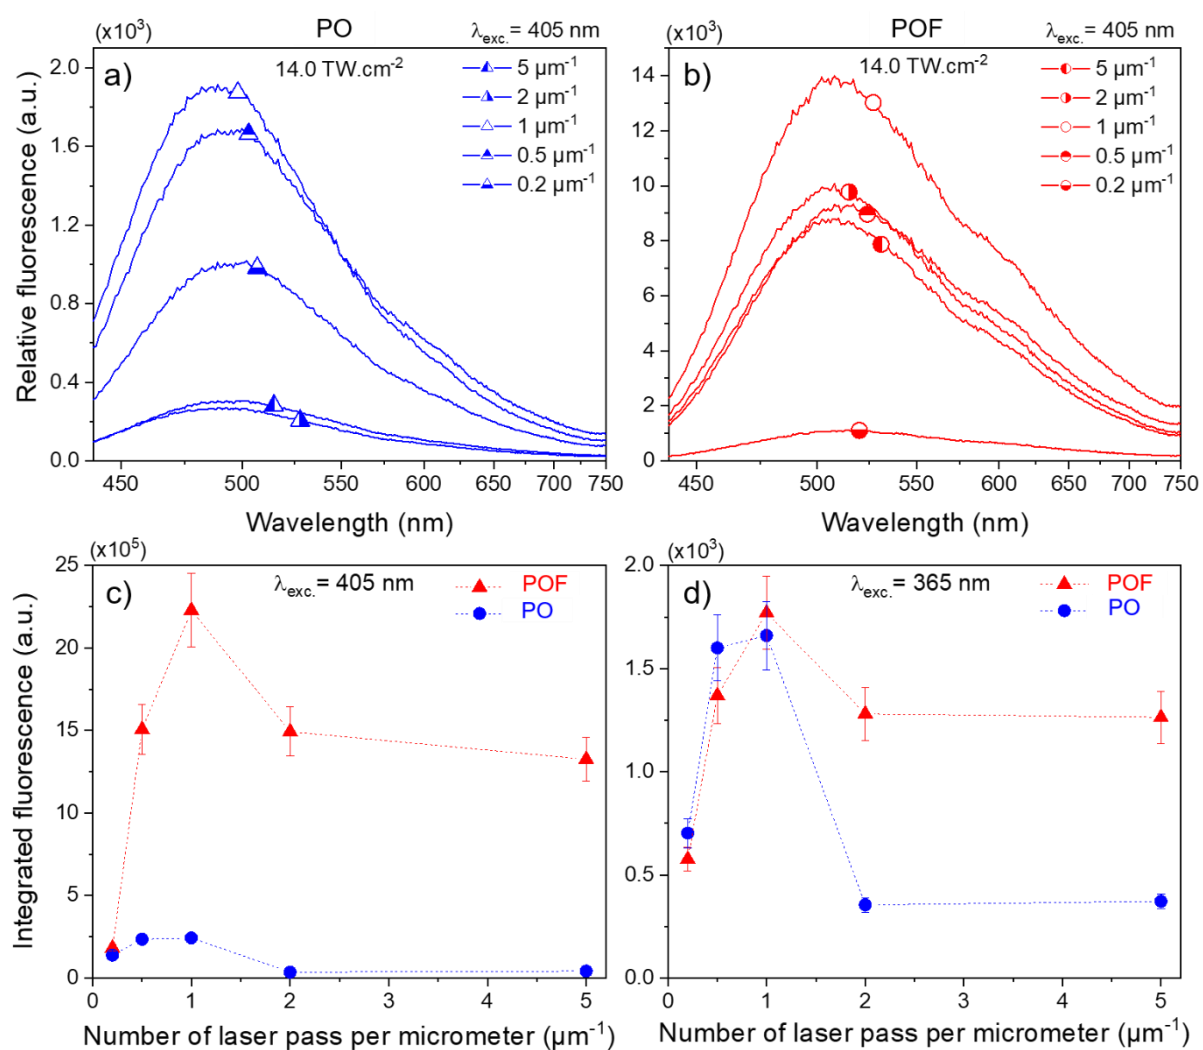 (x10³) PO λexc.= 405 nm
a) 14.0 TW.cm⁻²
5 µm⁻¹
2 µm⁻¹
1 µm⁻¹
0.5 µm⁻¹
0.2 µm⁻¹
2.0
1.6
1.2
0.9
0.4
0.0
Relative fluorescence (a.u.)
450 500 550 600 650 700 750
Wavelength (nm)
(x10³) POF λexc.= 405 nm
b) 14.0 TW.cm⁻²
5 µm⁻¹
2 µm⁻¹
1 µm⁻¹
0.5 µm⁻¹
0.2 µm⁻¹
14
12
10
8
6
4
2
0
450 500 550 600 650 700 750
Wavelength (nm)
(x10⁵)
c) λexc.= 405 nm
POF
PO
25
20
15
10
5
0
Integrated fluorescence (a.u.)
0 1 2 3 4 5
Number of laser pass per micrometer (µm⁻¹)
(x10³)
d) λexc.= 365 nm
POF
PO
2.0
1.5
1.0
0.5
0.0
0 1 2 3 4 5
Number of laser pass per micrometer (µm⁻¹)